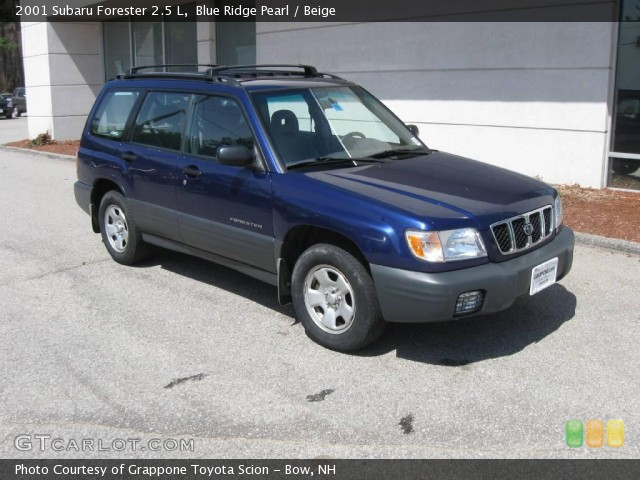 2001 Subaru Forester 2.5 L,  Blue Ridge Pearl / Beige
FORESTER
GTCARLOT.COM
Photo Courtesy of Grappone Toyota Scion - Bow, NH